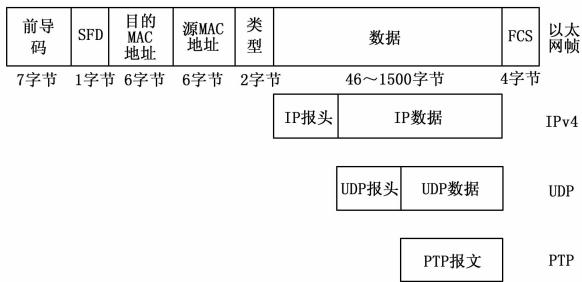 前导码 SFD 目的MAC地址 源MAC地址 类型 数据 FCS 以太网帧
7字节 1字节 6字节 6字节 2字节 46～1500字节 4字节
IP报头 IP数据 IPv4
UDP报头 UDP数据 UDP
PTP报文 PTP